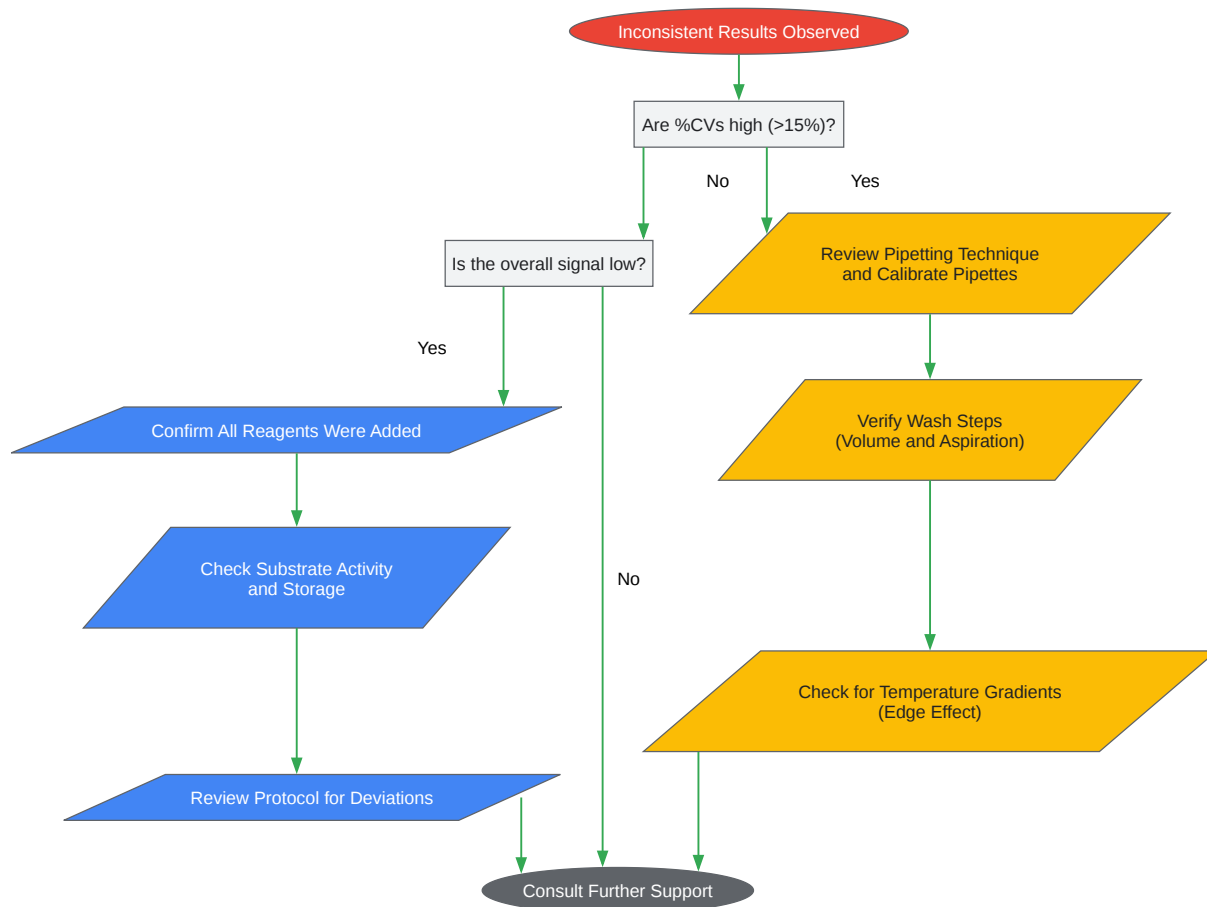 Inconsistent Results Observed
Are %CVs high (>15%)?
No
Yes
Is the overall signal low?
Review Pipetting Technique
and Calibrate Pipettes
Yes
Confirm All Reagents Were Added
Verify Wash Steps
(Volume and Aspiration)
Check Substrate Activity
and Storage
No
Check for Temperature Gradients
(Edge Effect)
Review Protocol for Deviations
Consult Further Support